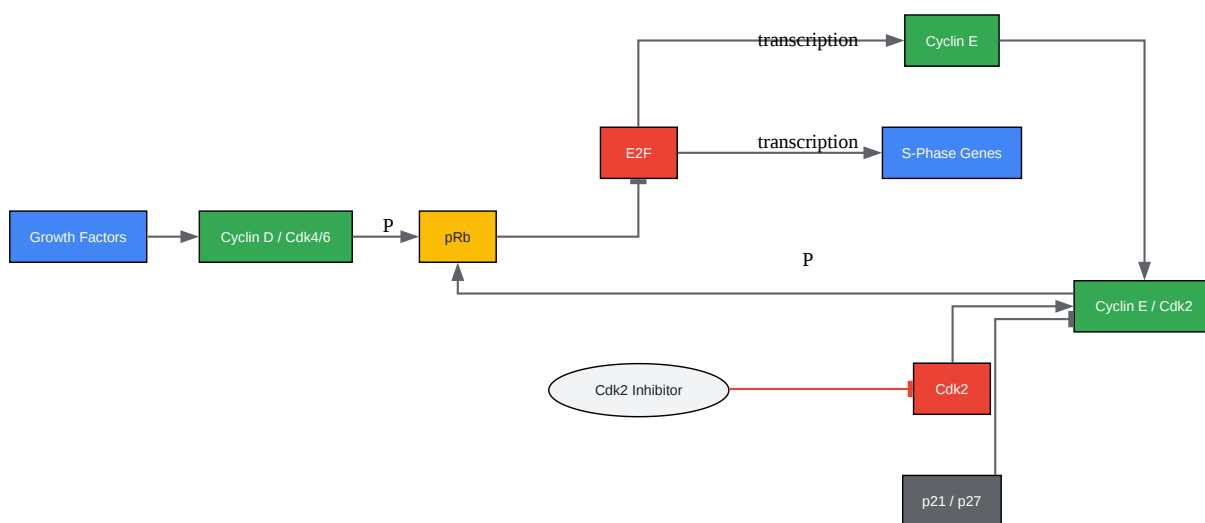 transcription
Cyclin E
E2F
transcription
S-Phase Genes
Growth Factors
Cyclin D / Cdk4/6
P
pRb
P
Cyclin E / Cdk2
Cdk2 Inhibitor
Cdk2
p21 / p27